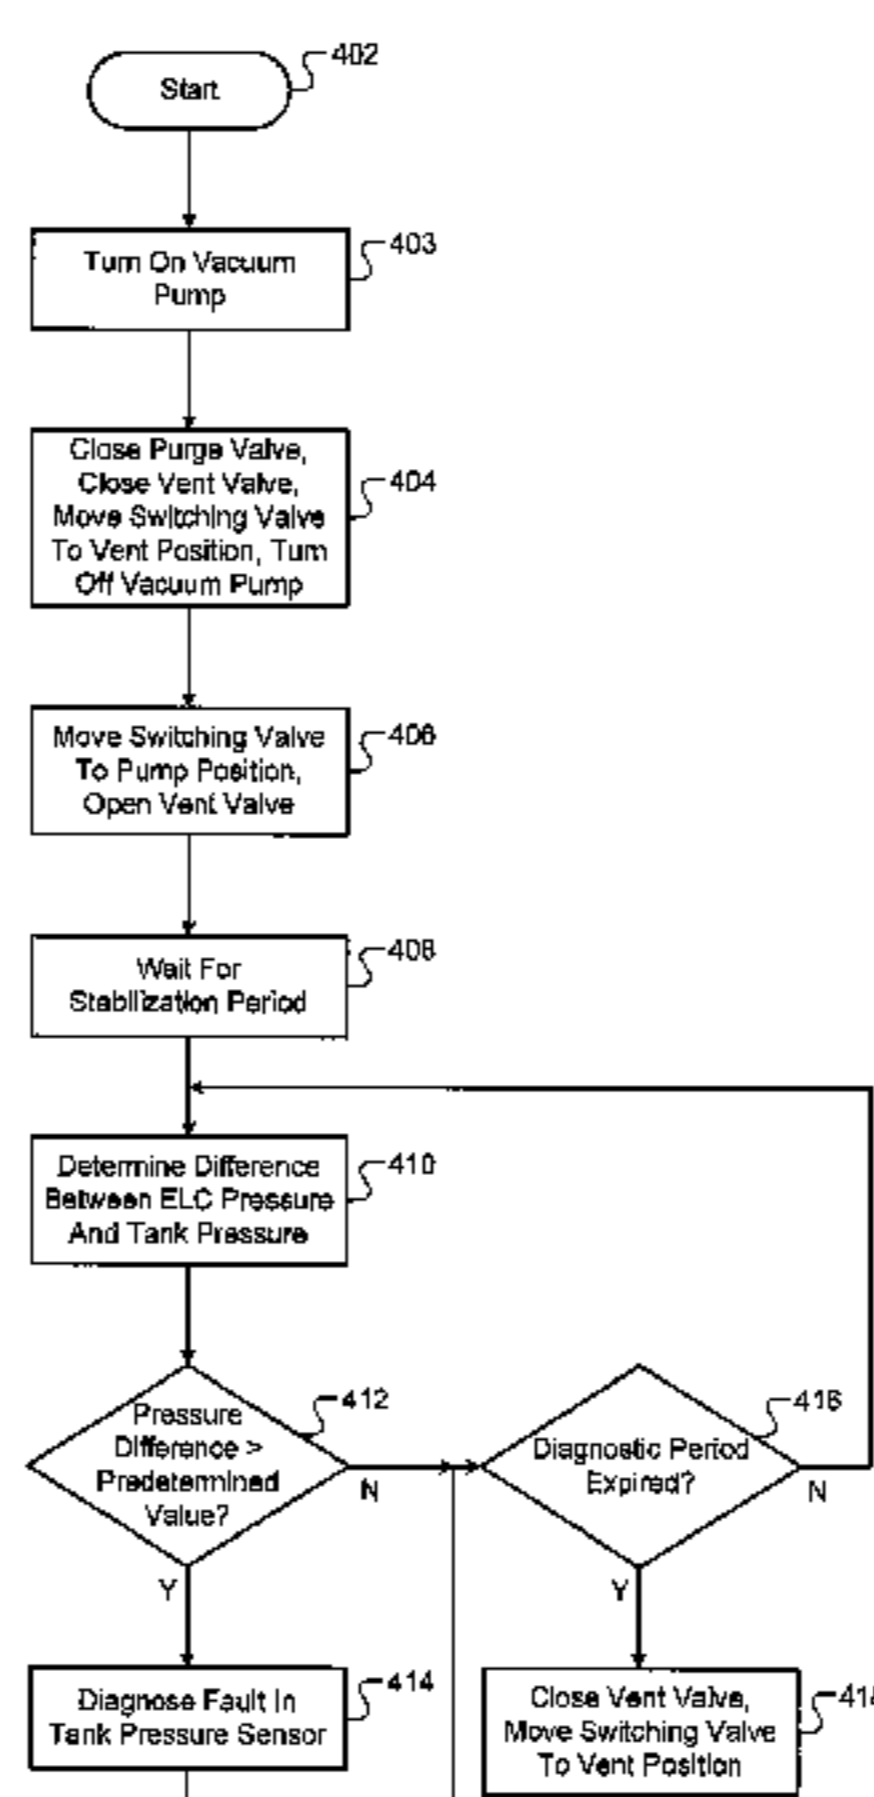 402
Start
403
Turn On Vacuum
Pump
Close Purge Valve,
Close Vent Valve,
Move Switching Valve
To Vent Position, Turn
Off Vacuum Pump
404
Move Switching Valve
To Pump Position,
Open Vent Valve
406
408
Wait For
Stabilization Period
410
Determine Difference
Between ELC Pressure
And Tank Pressure
412
Pressure
Difference >
Predetermined
Value?
N
Y
416
Diagnostic Period
Expired?
N
Y
414
Diagnose Fault In
Tank Pressure Sensor
Close Vent Valve,
Move Switching Valve
To Vent Position